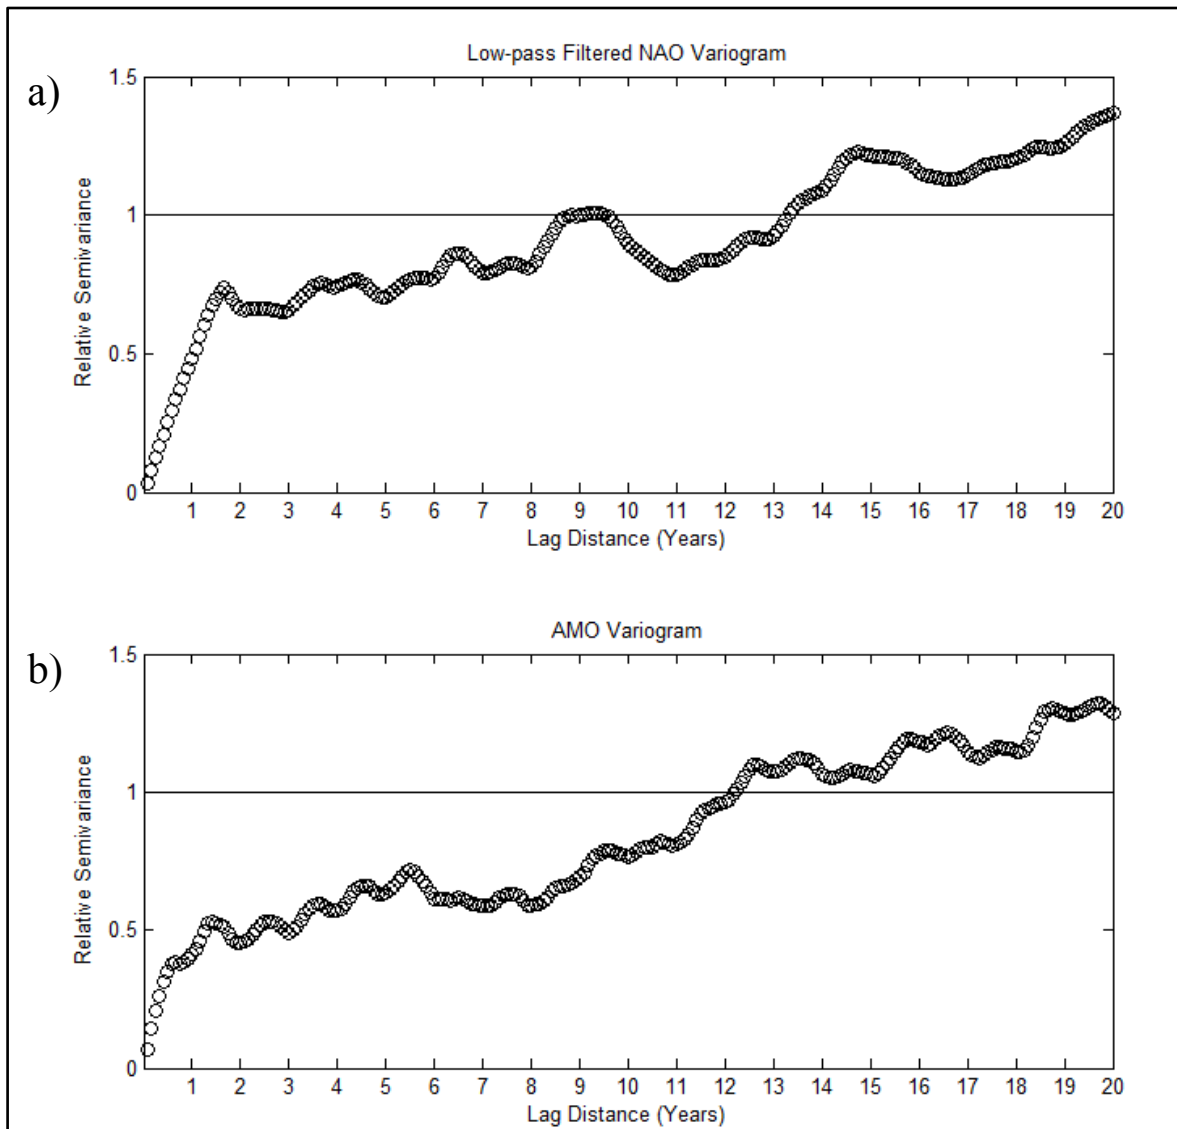 a)
Low-pass Filtered NAO Variogram
1.5
1
0.5
0
Relative Semivariance
1 2 3 4 5 6 7 8 9 10 11 12 13 14 15 16 17 18 19 20
Lag Distance (Years)
b)
AMO Variogram
1.5
1
0.5
0
Relative Semivariance
1 2 3 4 5 6 7 8 9 10 11 12 13 14 15 16 17 18 19 20
Lag Distance (Years)